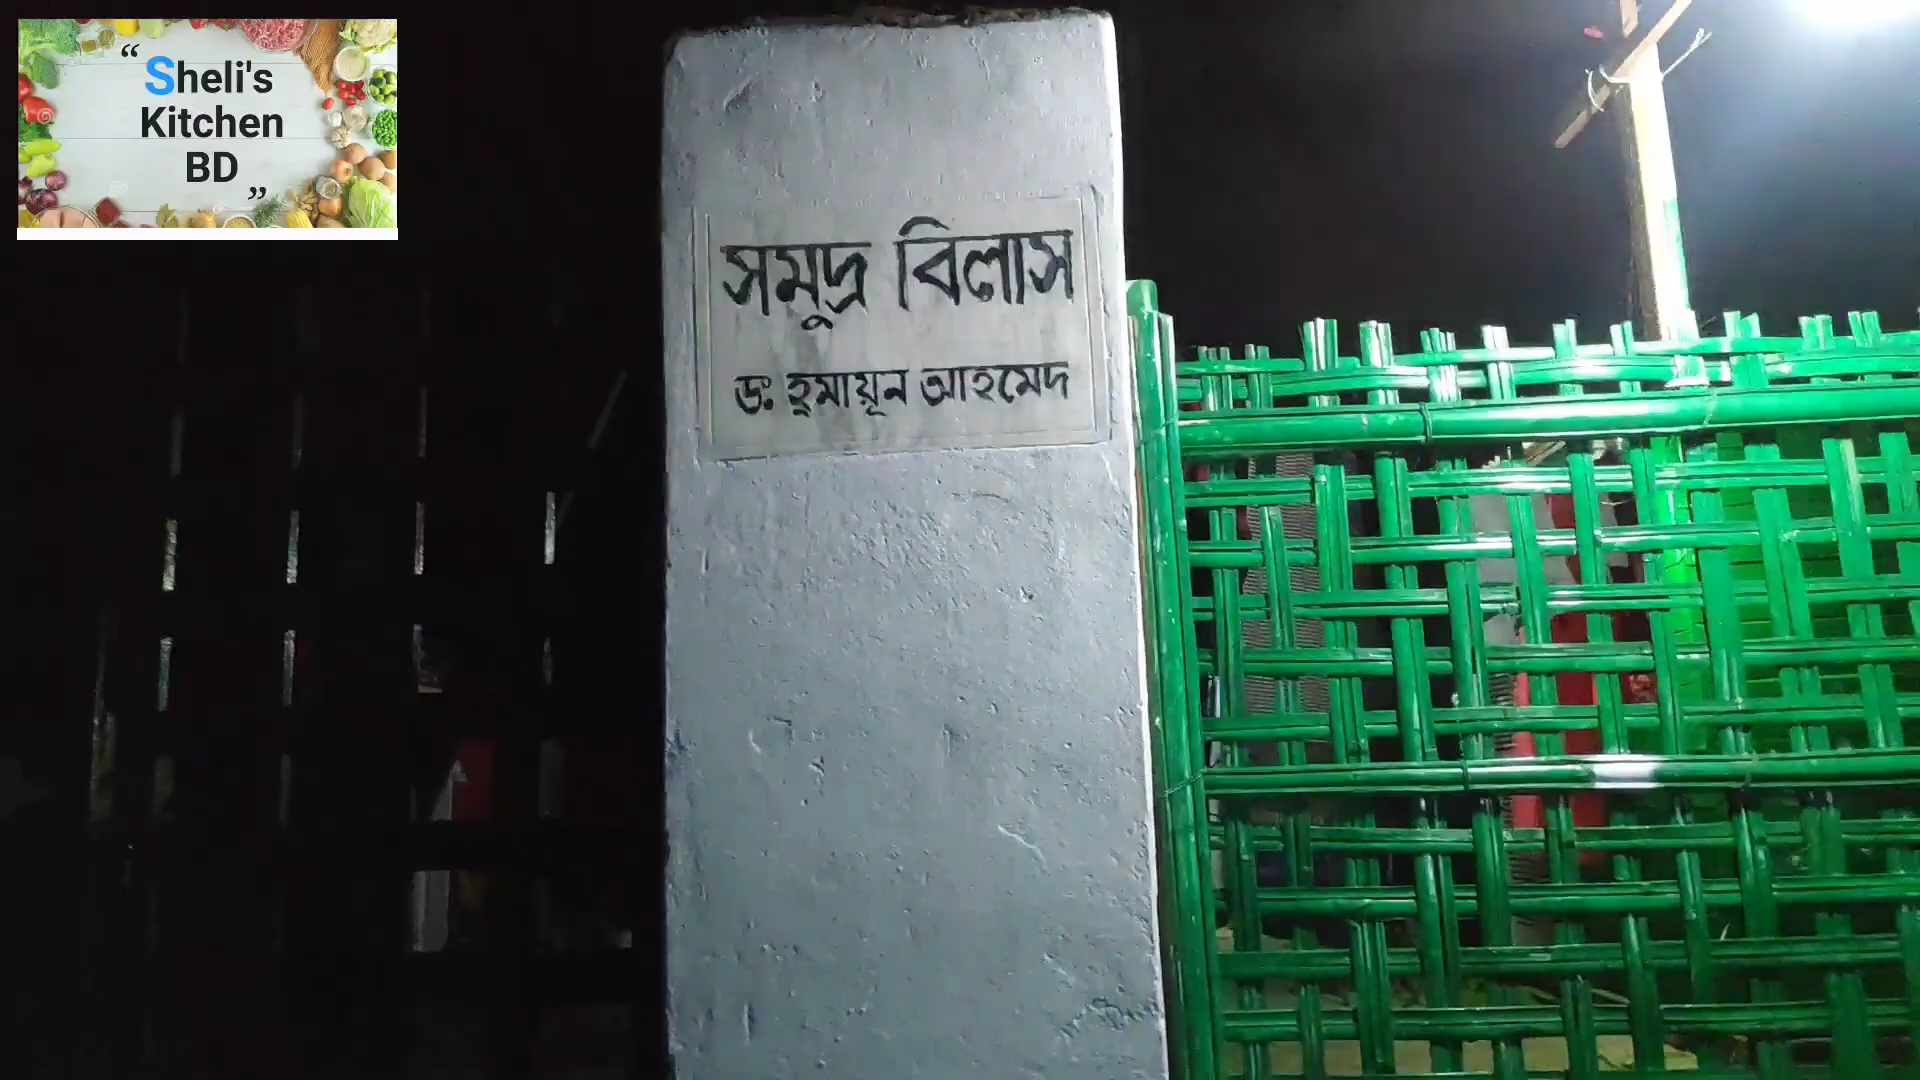 “ Sheli's
Kitchen
BD ”
সমুদ্র বিলাস
ডঃ হুমায়ূন আহমেদ